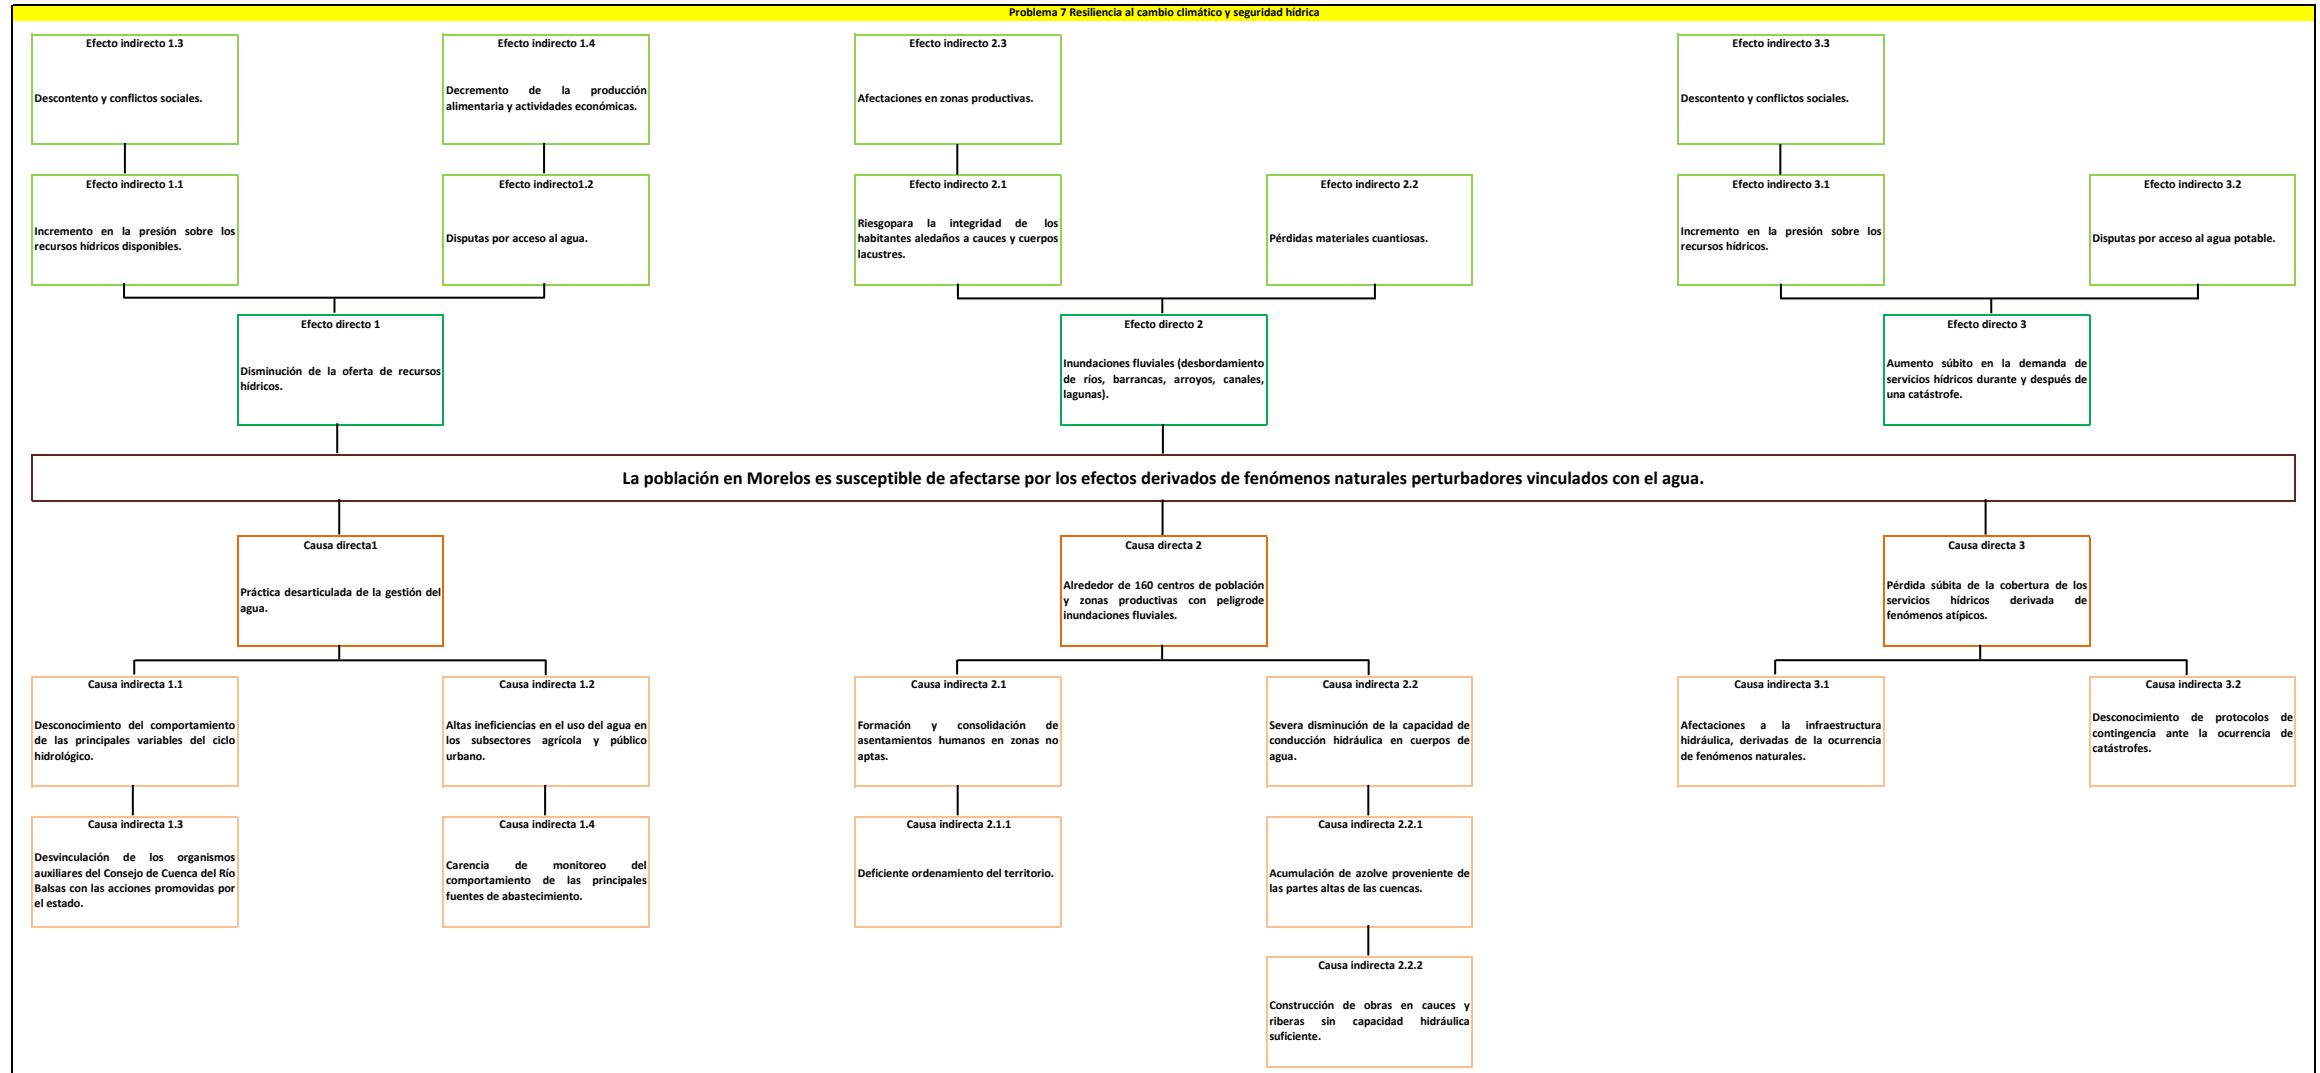 Problema 7 Resiliencia al cambio climático y seguridad hídrica
Efecto indirecto 1.3
Descontento y conflictos sociales.
Efecto indirecto 1.4
Decremento de la producción
alimentaria y actividades económicas.
Efecto indirecto 2.3
Afectaciones en zonas productivas.
Efecto indirecto 3.3
Descontento y conflictos sociales.
Efecto indirecto 1.1
Incremento en la presión sobre los
recursos hídricos disponibles.
Efecto indirecto1.2
Disputas por acceso al agua.
Efecto indirecto 2.1
Riesgopara la integridad de los
habitantes aledaños a cauces y cuerpos
lacustres.
Efecto indirecto 2.2
Pérdidas materiales cuantiosas.
Efecto indirecto 3.1
Incremento en la presión sobre los
recursos hídricos.
Efecto indirecto 3.2
Disputas por acceso al agua potable.
Efecto directo 1
Disminución de la oferta de recursos
hídricos.
Efecto directo 2
Inundaciones fluviales (desbordamiento
de ríos, barrancas, arroyos, canales,
lagunas).
Efecto directo 3
Aumento súbito en la demanda de
servicios hídricos durante y después de
una catástrofe.
La población en Morelos es susceptible de afectarse por los efectos derivados de fenómenos naturales perturbadores vinculados con el agua.
Causa directa1
Práctica desarticulada de la gestión del
agua.
Causa directa 2
Alrededor de 160 centros de población
y zonas productivas con peligrode
inundaciones fluviales.
Causa directa 3
Pérdida súbita de la cobertura de los
servicios hídricos derivada de
fenómenos atípicos.
Causa indirecta 1.1
Desconocimiento del comportamiento
de las principales variables del ciclo
hidrológico.
Causa indirecta 1.2
Altas ineficiencias en el uso del agua en
los subsectores agrícola y público
urbano.
Causa indirecta 2.1
Formación y consolidación de
asentamientos humanos en zonas no
aptas.
Causa indirecta 2.2
Severa disminución de la capacidad de
conducción hidráulica en cuerpos de
agua.
Causa indirecta 3.1
Afectaciones a la infraestructura
hidráulica, derivadas de la ocurrencia
de fenómenos naturales.
Causa indirecta 3.2
Desconocimiento de protocolos de
contingencia ante la ocurrencia de
catástrofes.
Causa indirecta 1.3
Desvinculación de los organismos
auxiliares del Consejo de Cuenca del Río
Balsas con las acciones promovidas por
el estado.
Causa indirecta 1.4
Carencia de monitoreo del
comportamiento de las principales
fuentes de abastecimiento.
Causa indirecta 2.1.1
Deficiente ordenamiento del territorio.
Causa indirecta 2.2.1
Acumulación de azolve proveniente de
las partes altas de las cuencas.
Causa indirecta 2.2.2
Construcción de obras en cauces y
riberas sin capacidad hidráulica
suficiente.